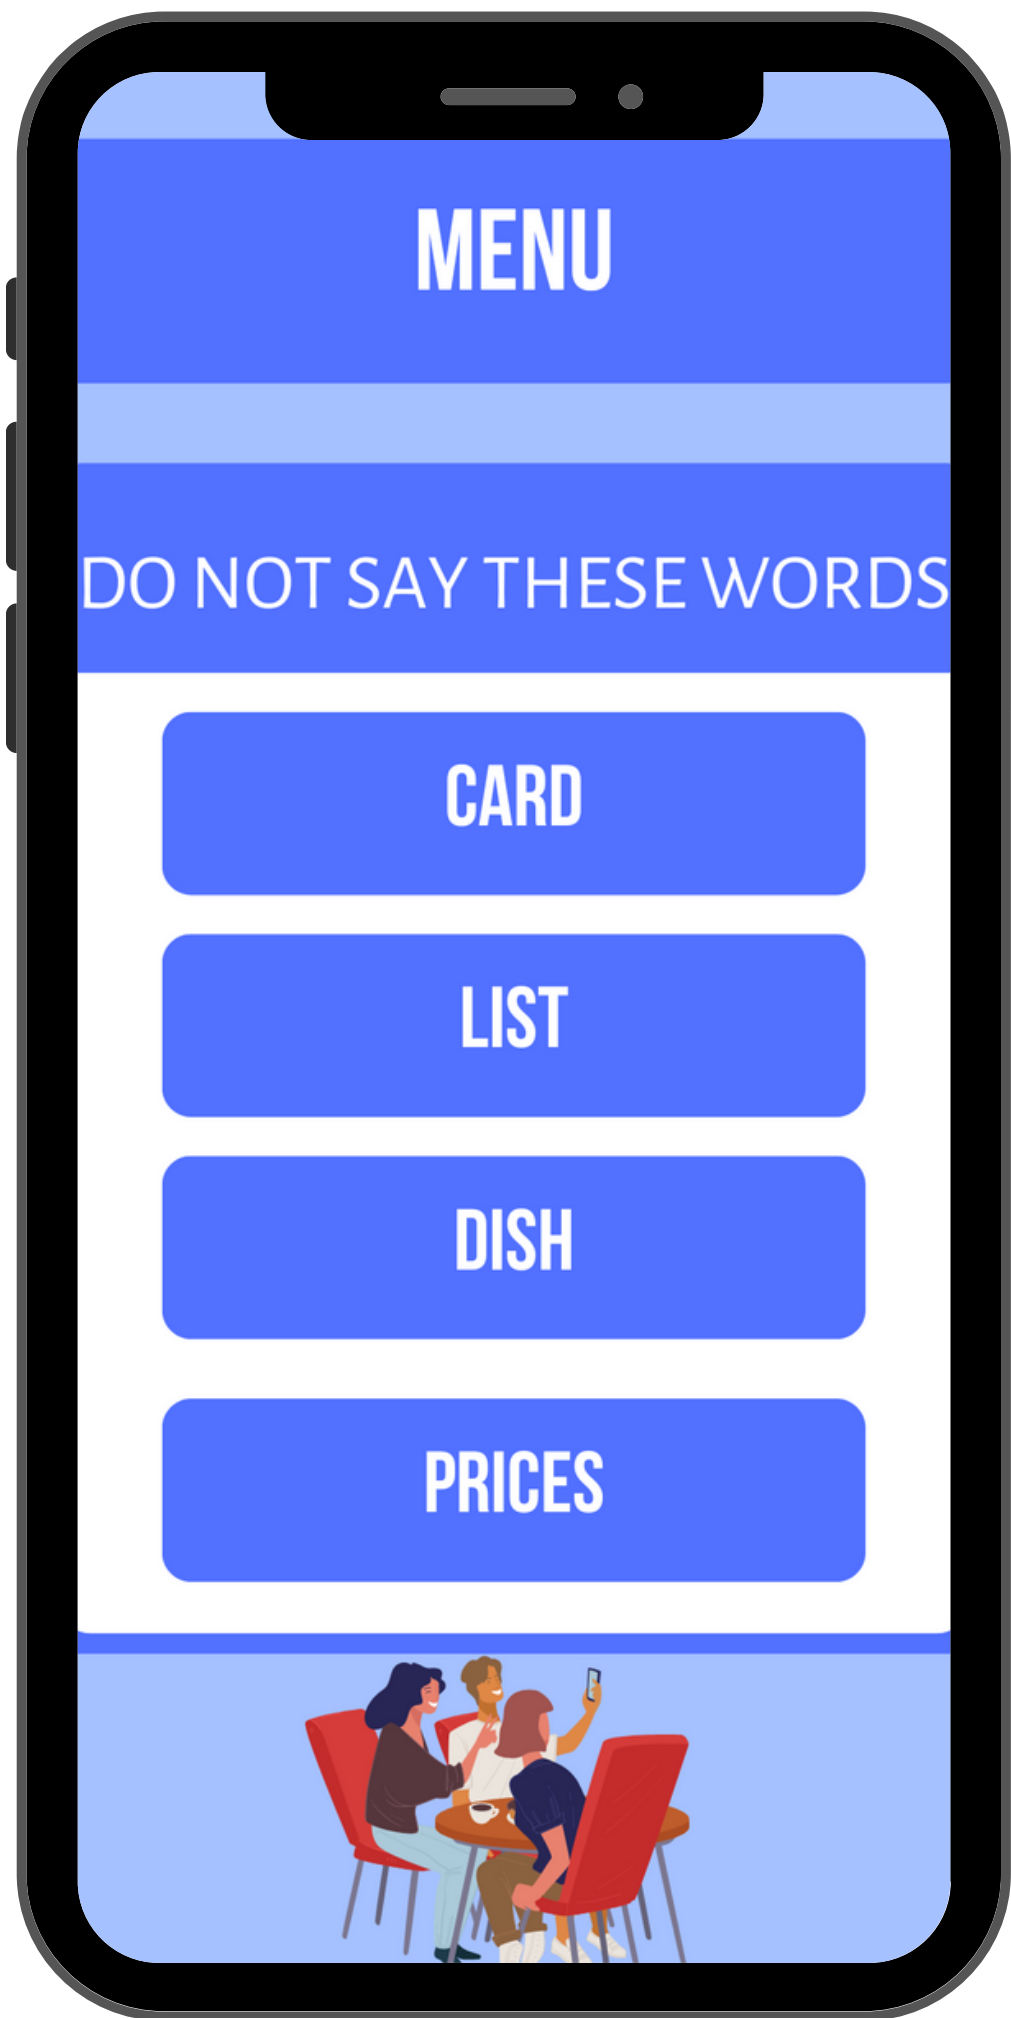 MENU
DO NOT SAY THESE WORDS
CARD
LIST
DISH
PRICES